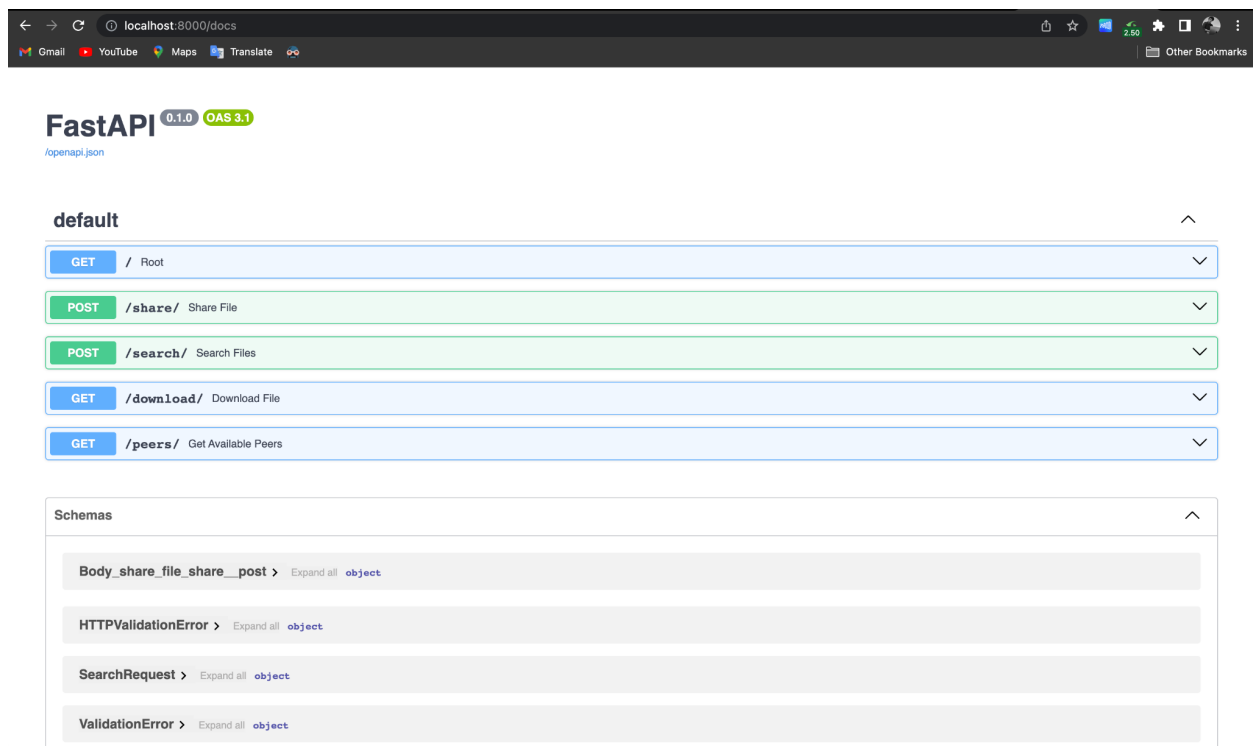 localhost:8000/docs
2.50
Gmail YouTube Maps Translate Other Bookmarks
FastAPI 0.1.0 OAS 3.1
/openapi.json
default
GET / Root
POST /share/ Share File
POST /search/ Search Files
GET /download/ Download File
GET /peers/ Get Available Peers
Schemas
Body_share_file_share__post > Expand all object
HTTPValidationError > Expand all object
SearchRequest > Expand all object
ValidationError > Expand all object